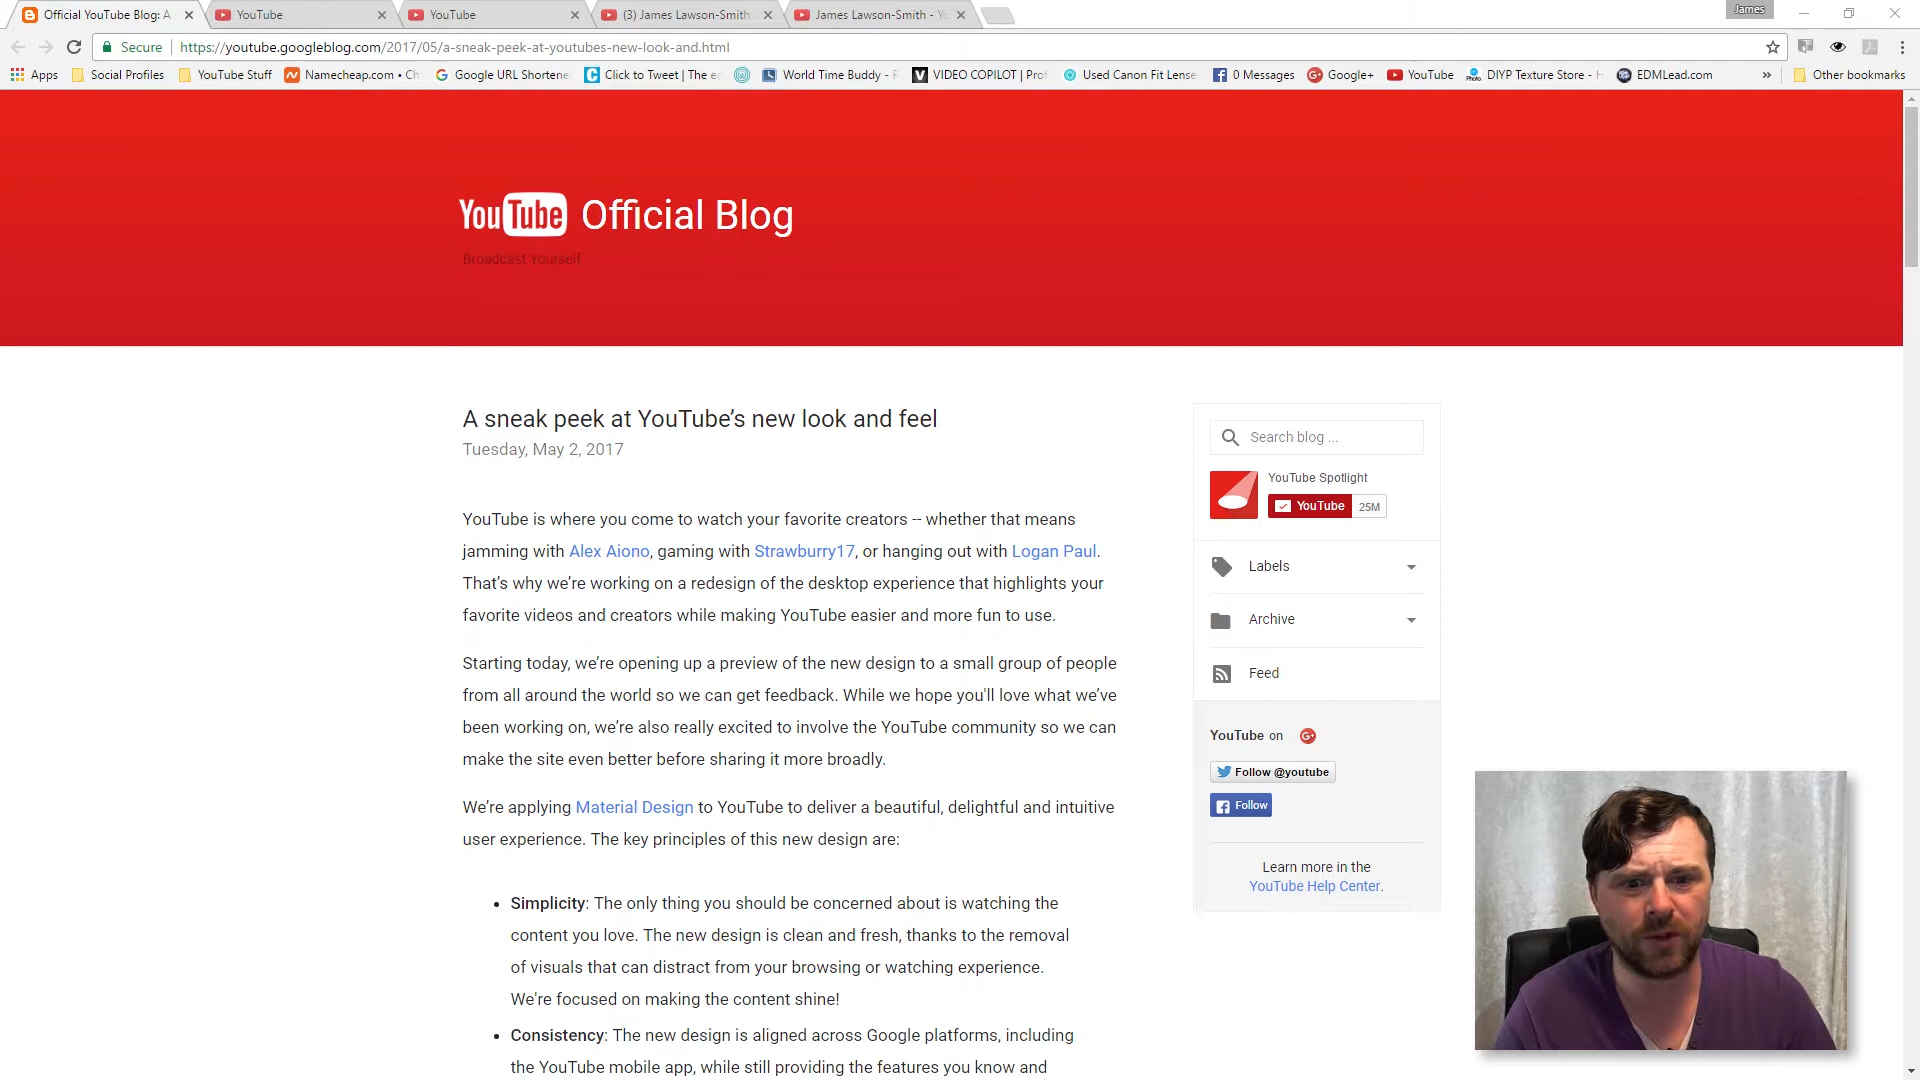 Official YouTube Blog: A
YouTube
YouTube
(3) James Lawson-Smith
James Lawson-Smith - Yo
James
Secure
https://youtube.googleblog.com/2017/05/a-sneak-peek-at-youtubes-new-look-and.html
Apps
Social Profiles
YouTube Stuff
Namecheap.com • Ch
Google URL Shortene
Click to Tweet | The ea
World Time Buddy - R
VIDEO COPILOT | Prof
Used Canon Fit Lense
0 Messages
Google+
YouTube
DIYP Texture Store - H
EDMLead.com
»
Other bookmarks
YouTube Official Blog
Broadcast Yourself
A sneak peek at YouTube’s new look and feel
Tuesday, May 2, 2017
YouTube is where you come to watch your favorite creators -- whether that means
jamming with Alex Aiono, gaming with Strawburry17, or hanging out with Logan Paul.
That’s why we’re working on a redesign of the desktop experience that highlights your
favorite videos and creators while making YouTube easier and more fun to use.
Starting today, we’re opening up a preview of the new design to a small group of people
from all around the world so we can get feedback. While we hope you'll love what we’ve
been working on, we’re also really excited to involve the YouTube community so we can
make the site even better before sharing it more broadly.
We’re applying Material Design to YouTube to deliver a beautiful, delightful and intuitive
user experience. The key principles of this new design are:
• Simplicity: The only thing you should be concerned about is watching the
content you love. The new design is clean and fresh, thanks to the removal
of visuals that can distract from your browsing or watching experience.
We're focused on making the content shine!
• Consistency: The new design is aligned across Google platforms, including
the YouTube mobile app, while still providing the features you know and
Search blog ...
YouTube Spotlight
YouTube 25M
Labels
Archive
Feed
YouTube on G+
Follow @youtube
Follow
Learn more in the
YouTube Help Center.